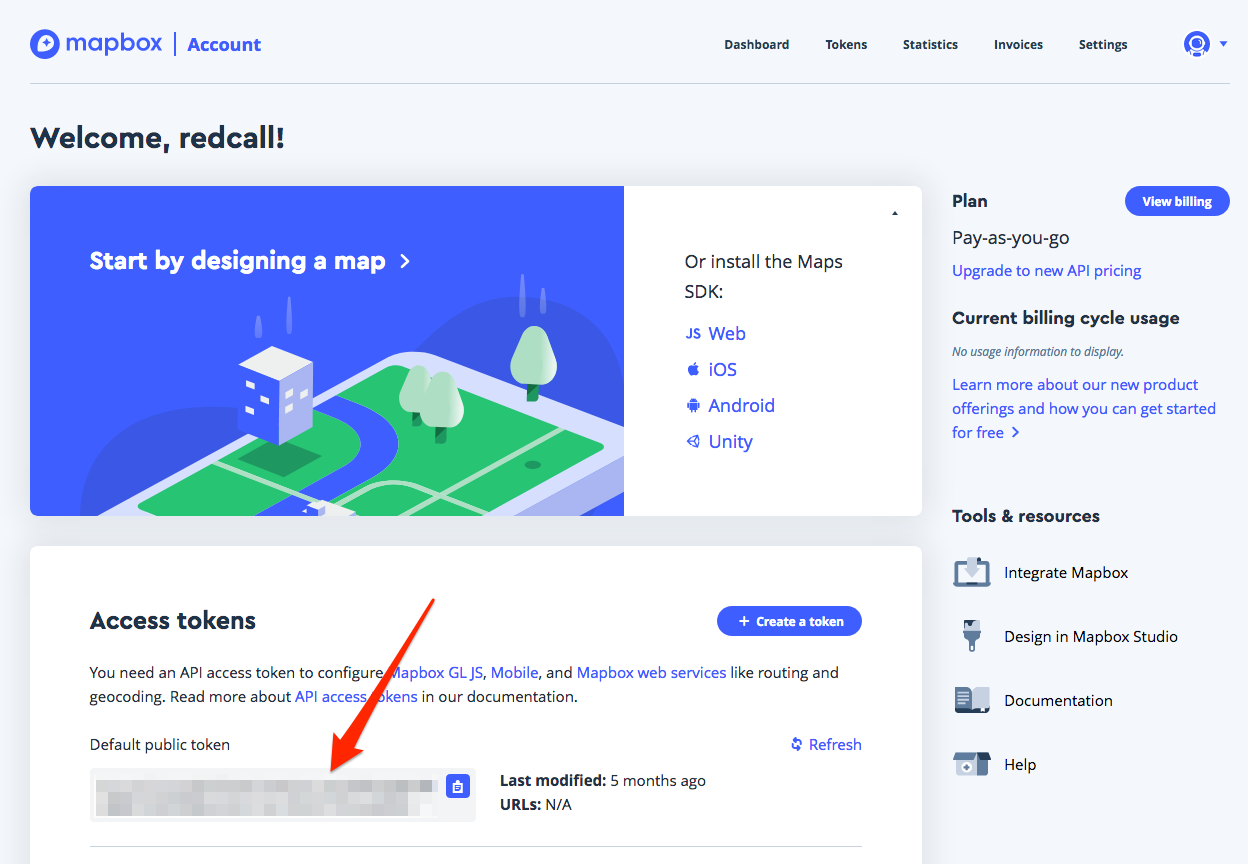 mapbox | Account
Dashboard
Tokens
Statistics
Invoices
Settings
Welcome, redcall!
Start by designing a map
Or install the Maps
SDK:
JS Web
iOS
Android
Unity
Plan
View billing
Pay-as-you-go
Upgrade to new API pricing
Current billing cycle usage
No usage information to display.
Learn more about our new product
offerings and how you can get started
for free
Tools & resources
Integrate Mapbox
Design in Mapbox Studio
Documentation
Help
Access tokens
+ Create a token
You need an API access token to configure Mapbox GL JS, Mobile, and Mapbox web services like routing and
geocoding. Read more about API access tokens in our documentation.
Default public token
Refresh
Last modified: 5 months ago
URLs: N/A